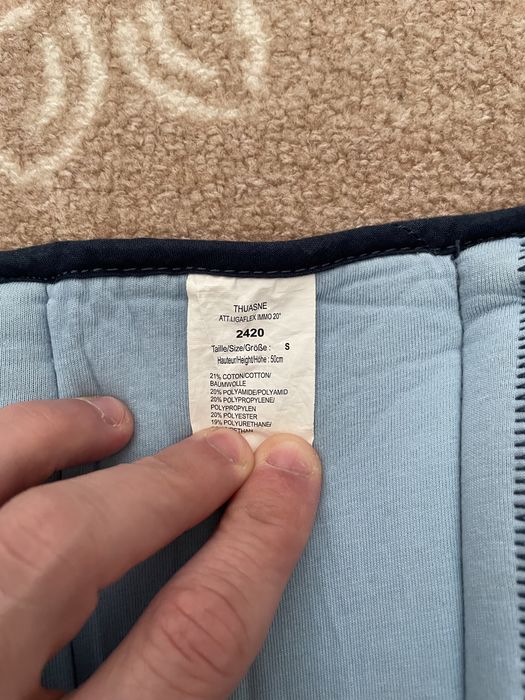 THUASNE
ATT.LIGAFLEX IMMO 20°
2420
Taille/Size/Größe : S
Hauteur/Height/Höhe : 50cm
21% COTON/COTTON/
BAUMWOLLE
20% POLYAMIDE/POLYAMID
20% POLYPROPYLENE/
POLYPROPYLEN
20% POLYESTER
19% POLYURETHANE/